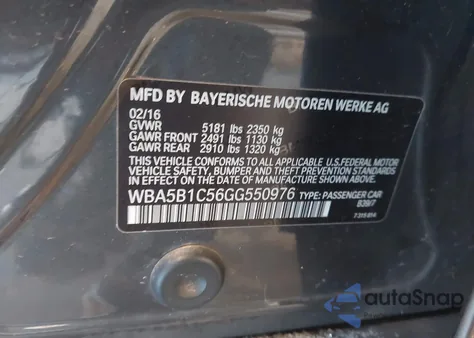 MFD BY BAYERISCHE MOTOREN WERKE AG
02/16
GVWR 5181 lbs 2350 kg
GAWR FRONT 2491 lbs 1130 kg
GAWR REAR 2910 lbs 1320 kg
THIS VEHICLE CONFORMS TO ALL APPLICABLE U.S.FEDERAL MOTOR
VEHICLE SAFETY, BUMPER AND THEFT PREVENTION STANDARDS
IN EFFECT ON THE DATE OF MANUFACTURE SHOWN ABOVE.
WBA5B1C56GG550976 TYPE: PASSENGER CAR
B39/7
autoSnap